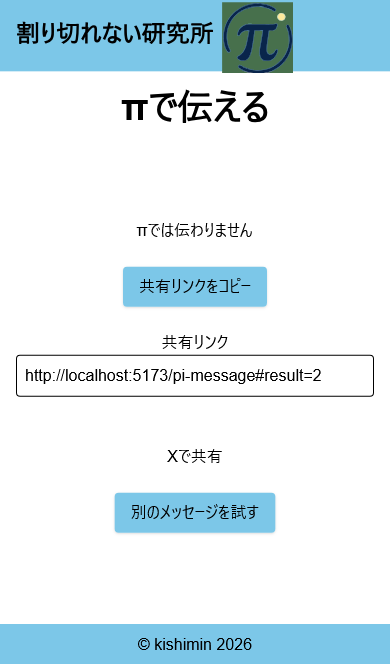 割り切れない研究所
π
πで伝える
πでは伝わりません
共有リンクをコピー
共有リンク
http://localhost:5173/pi-message#result=2
Xで共有
別のメッセージを試す
© kishimin 2026